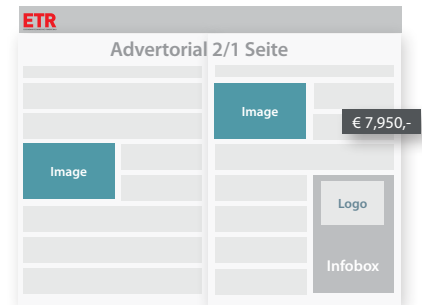 ETR
Advertorial 2/1 Seite
Image
€ 7,950,-
Image
Logo
Infobox